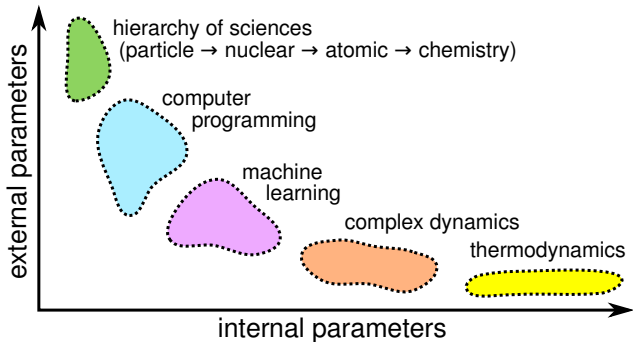 hierarchy of sciences
(particle → nuclear → atomic → chemistry)
computer
programming
machine
learning
complex dynamics
thermodynamics
external parameters
internal parameters